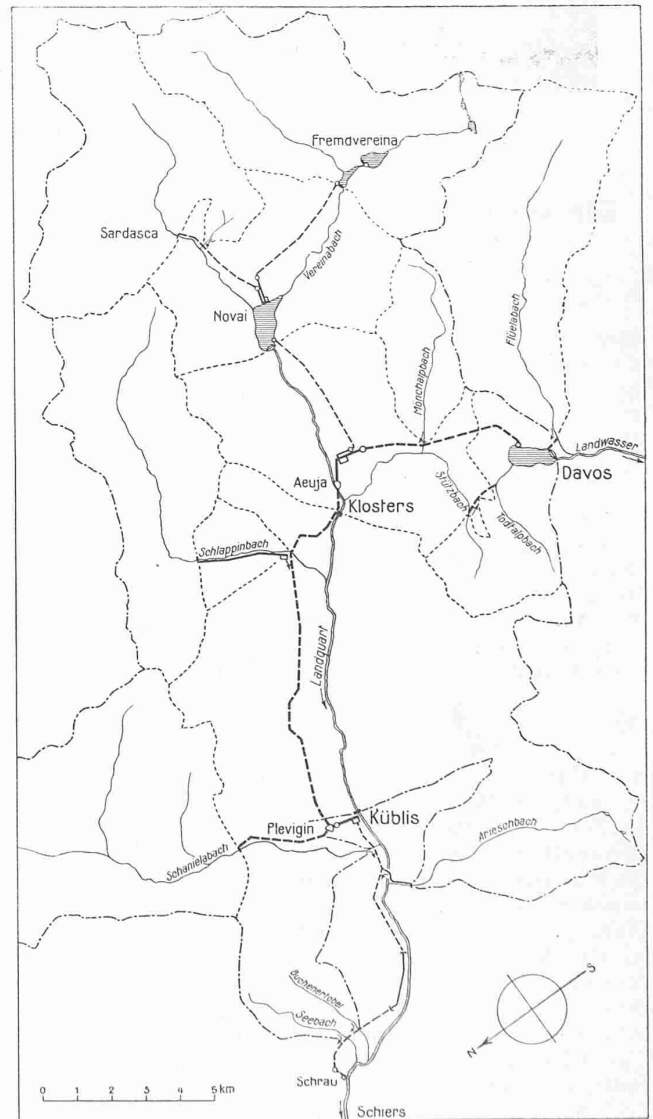 Fremdvereina
Sardasca
Vereinabach
Novai
Mönchalpbach
Flüelabach
Landwasser
Davos
Aeuja
Klosters
Stützbach
Todtalpbach
Schlappinbach
Landquart
Plevigin
Küblis
Schanielabach
Arieschbach
Buchenertobel
Seebach
S
N
Schrau
0 1 2 3 4 5 km
Schiers